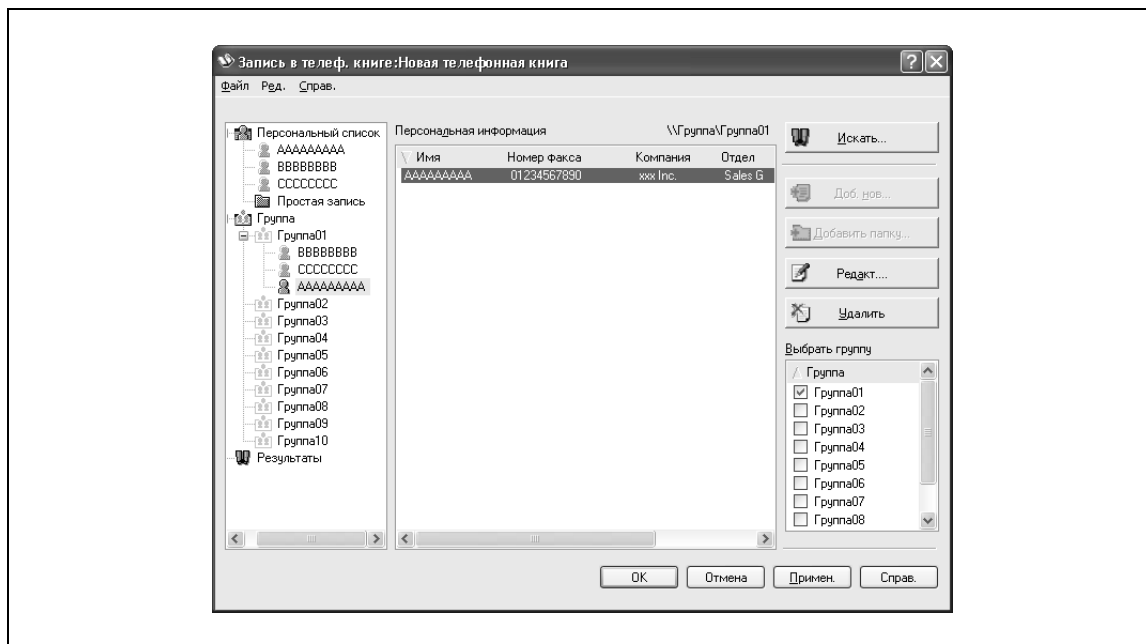 Запись в телеф. книге:Новая телефонная книга
Файл Ред. Справ.
Персональный список
AAAAAAAAA
BBBBBBBB
CCCCCCCC
Простая запись
Группа
Группа01
BBBBBBBB
CCCCCCCC
AAAAAAAAA
Группа02
Группа03
Группа04
Группа05
Группа06
Группа07
Группа08
Группа09
Группа10
Результаты
Персональная информация \\Группа\Группа01
Имя Номер факса Компания Отдел
AAAAAAAAA 01234567890 xxx Inc. Sales G
Искать...
Доб. нов...
Добавить папку...
Редакт....
Удалить
Выбрать группу
Группа
Группа01
Группа02
Группа03
Группа04
Группа05
Группа06
Группа07
Группа08
OK Отмена Примен. Справ.